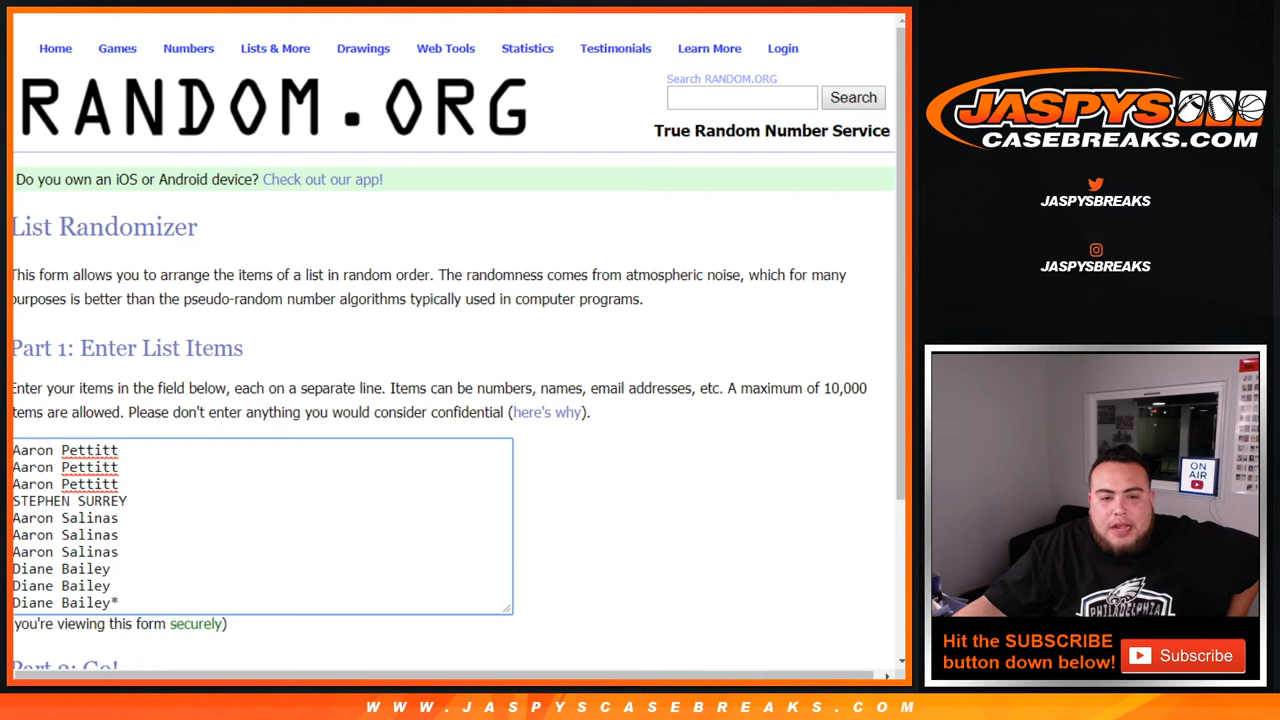 Home Games Numbers Lists & More Drawings Web Tools Statistics Testimonials Learn More Login
RANDOM.ORG
Search RANDOM.ORG
Search
True Random Number Service
Do you own an iOS or Android device? Check out our app!
List Randomizer
This form allows you to arrange the items of a list in random order. The randomness comes from atmospheric noise, which for many
purposes is better than the pseudo-random number algorithms typically used in computer programs.
Part 1: Enter List Items
Enter your items in the field below, each on a separate line. Items can be numbers, names, email addresses, etc. A maximum of 10,000
items are allowed. Please don't enter anything you would consider confidential (here's why).
Aaron Pettitt
Aaron Pettitt
Aaron Pettitt
STEPHEN SURREY
Aaron Salinas
Aaron Salinas
Aaron Salinas
Diane Bailey
Diane Bailey
Diane Bailey*
you're viewing this form securely)
Part 2: Go!
JASPYS
CASEBREAKS.COM
JASPYSBREAKS
JASPYSBREAKS
ON
AIR
PHILADELPHIA
Hit the SUBSCRIBE
button down below!
Subscribe
WWW.JASPYSCASEBREAKS.COM